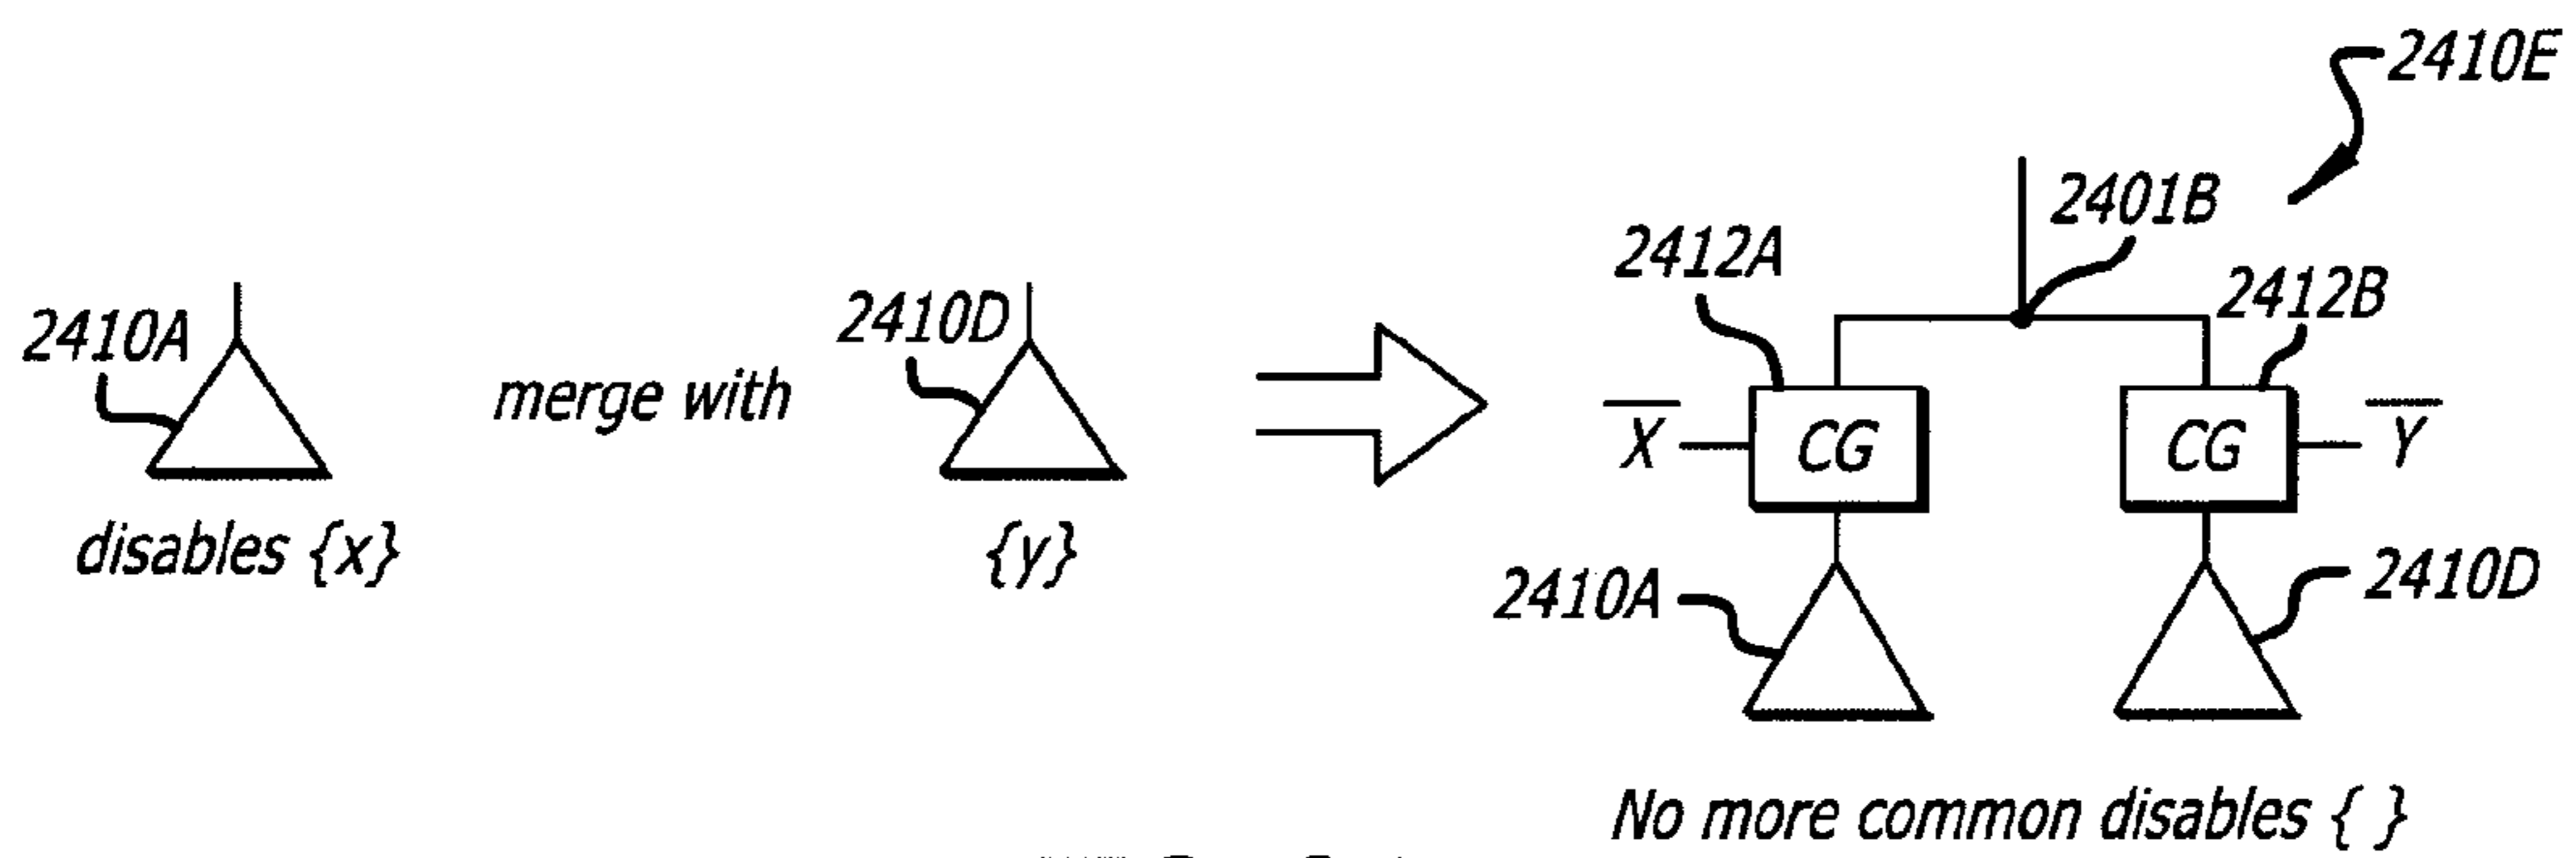 2410E
2401B
2412A
2412B
2410A
2410D
merge with
X̅
CG
CG
Y̅
disables {x}
{y}
2410A
2410D
No more common disables { }